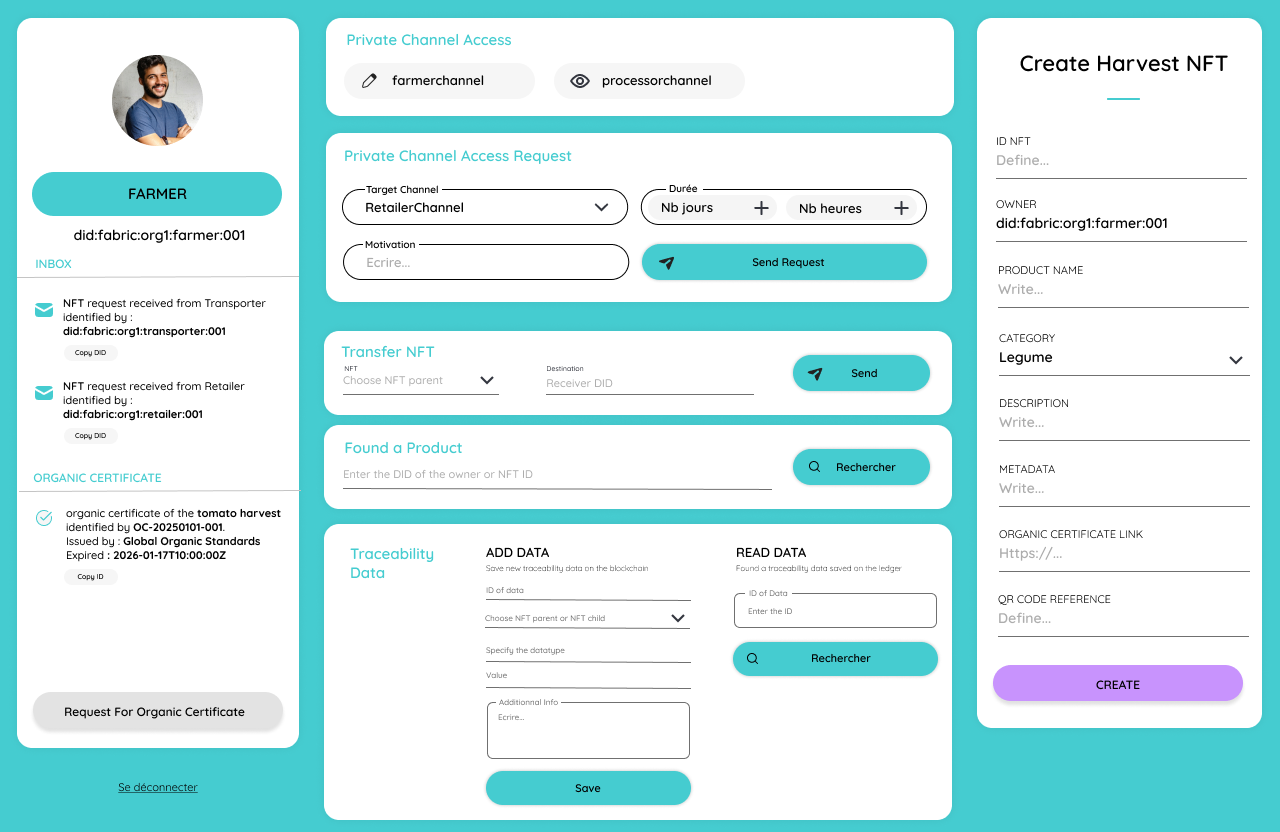 FARMER
did:fabric:org1:farmer:001
INBOX
NFT request received from Transporter
identified by :
did:fabric:org1:transporter:001
Copy DID
NFT request received from Retailer
identified by :
did:fabric:org1:retailer:001
Copy DID
ORGANIC CERTIFICATE
organic certificate of the tomato harvest
identified by OC-20250101-001.
Issued by : Global Organic Standards
Expired : 2026-01-17T10:00:00Z
Copy ID
Request For Organic Certificate
Se déconnecter
Private Channel Access
farmerchannel
processorchannel
Private Channel Access Request
Target Channel
RetailerChannel
Durée
Nb jours
Nb heures
Motivation
Ecrire...
Send Request
Transfer NFT
NFT
Choose NFT parent
Destination
Receiver DID
Send
Found a Product
Enter the DID of the owner or NFT ID
Rechercher
Traceability
Data
ADD DATA
Save new traceability data on the blockchain
ID of data
Choose NFT parent or NFT child
Specify the datatype
Value
Additionnal Info
Ecrire...
Save
READ DATA
Found a traceability data saved on the ledger
ID of Data
Enter the ID
Rechercher
Create Harvest NFT
ID NFT
Define...
OWNER
did:fabric:org1:farmer:001
PRODUCT NAME
Write...
CATEGORY
Legume
DESCRIPTION
Write...
METADATA
Write...
ORGANIC CERTIFICATE LINK
Https://...
QR CODE REFERENCE
Define...
CREATE